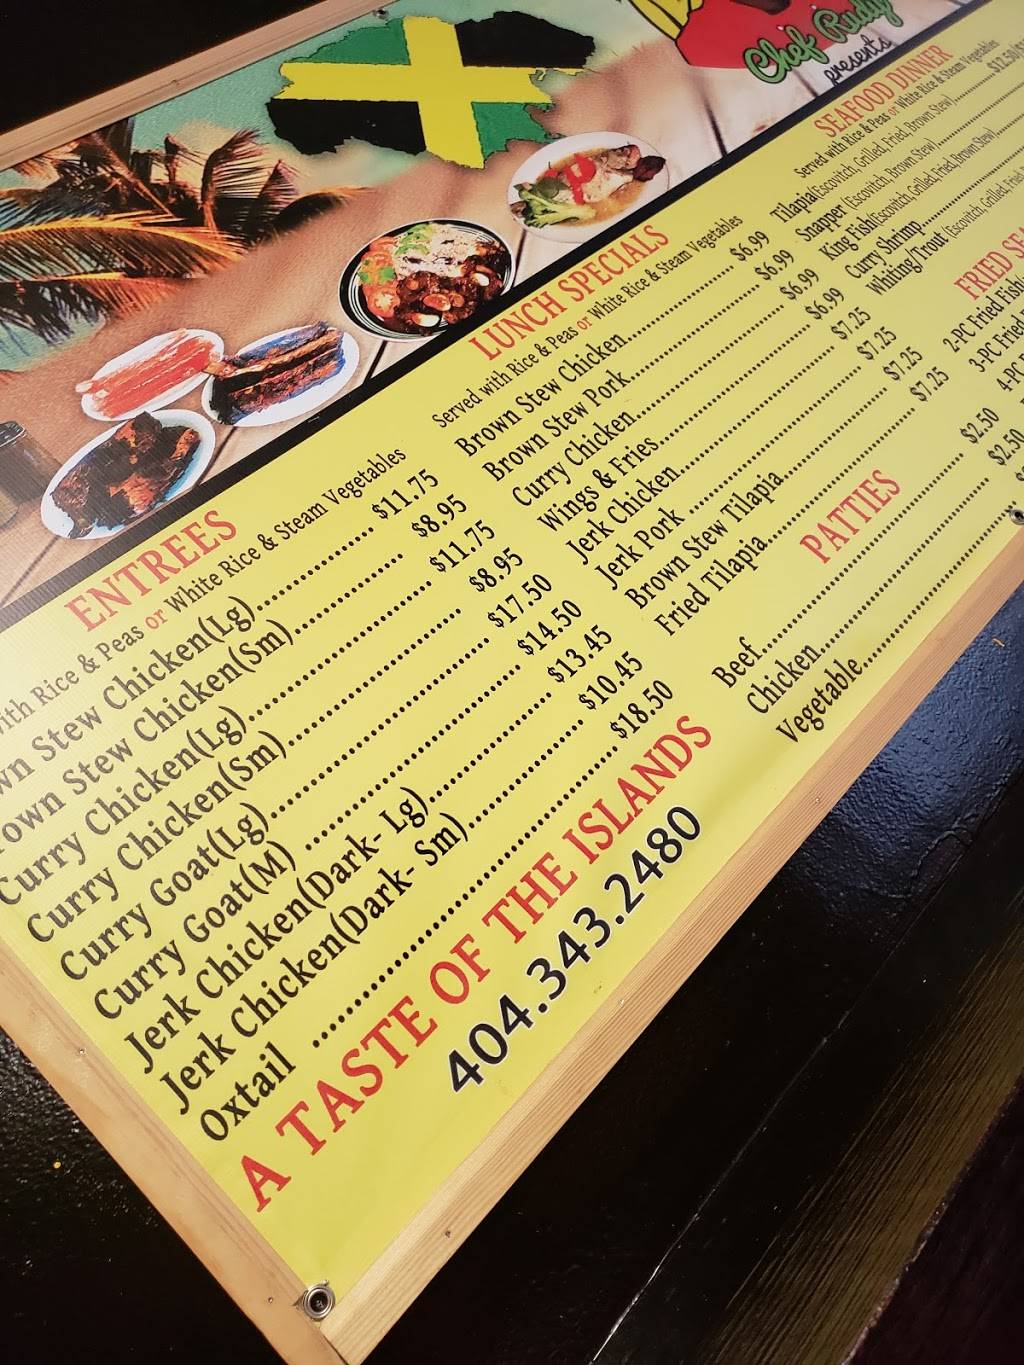 Chef Rudy
presents
ENTREES
with Rice & Peas or White Rice & Steam Vegetables
Stew Chicken(Lg) $11.75
Stew Chicken(Sm) $8.95
Curry Chicken(Lg) $11.75
Curry Chicken(Sm) $8.95
Curry Goat(Lg) $17.50
Curry Goat(M) $14.50
Jerk Chicken(Dark- Lg) $13.45
Jerk Chicken(Dark- Sm) $10.45
Oxtail $18.50
LUNCH SPECIALS
Served with Rice & Peas or White Rice & Steam Vegetables
Brown Stew Chicken $6.99
Brown Stew Pork $6.99
Curry Chicken $6.99
Wings & Fries $6.99
Jerk Chicken $7.25
Jerk Pork $7.25
Brown Stew Tilapia $7.25
Fried Tilapia $7.25
PATTIES
Beef $2.50
Chicken $2.50
Vegetable
SEAFOOD DINNER
Served with Rice & Peas or White Rice & Steam Vegetables
Tilapia(Escovitch, Grilled, Fried, Brown Stew) $12.50
Snapper (Escovitch, Brown Stew)
King Fish(Escovitch, Grilled, Fried, Brown Stew)
Curry Shrimp
Whiting/Trout (Escovitch, Grilled, Fried
FRIED
2-PC Fried Fish
3-PC Fried
4-PC
A TASTE OF THE ISLANDS
404.343.2480